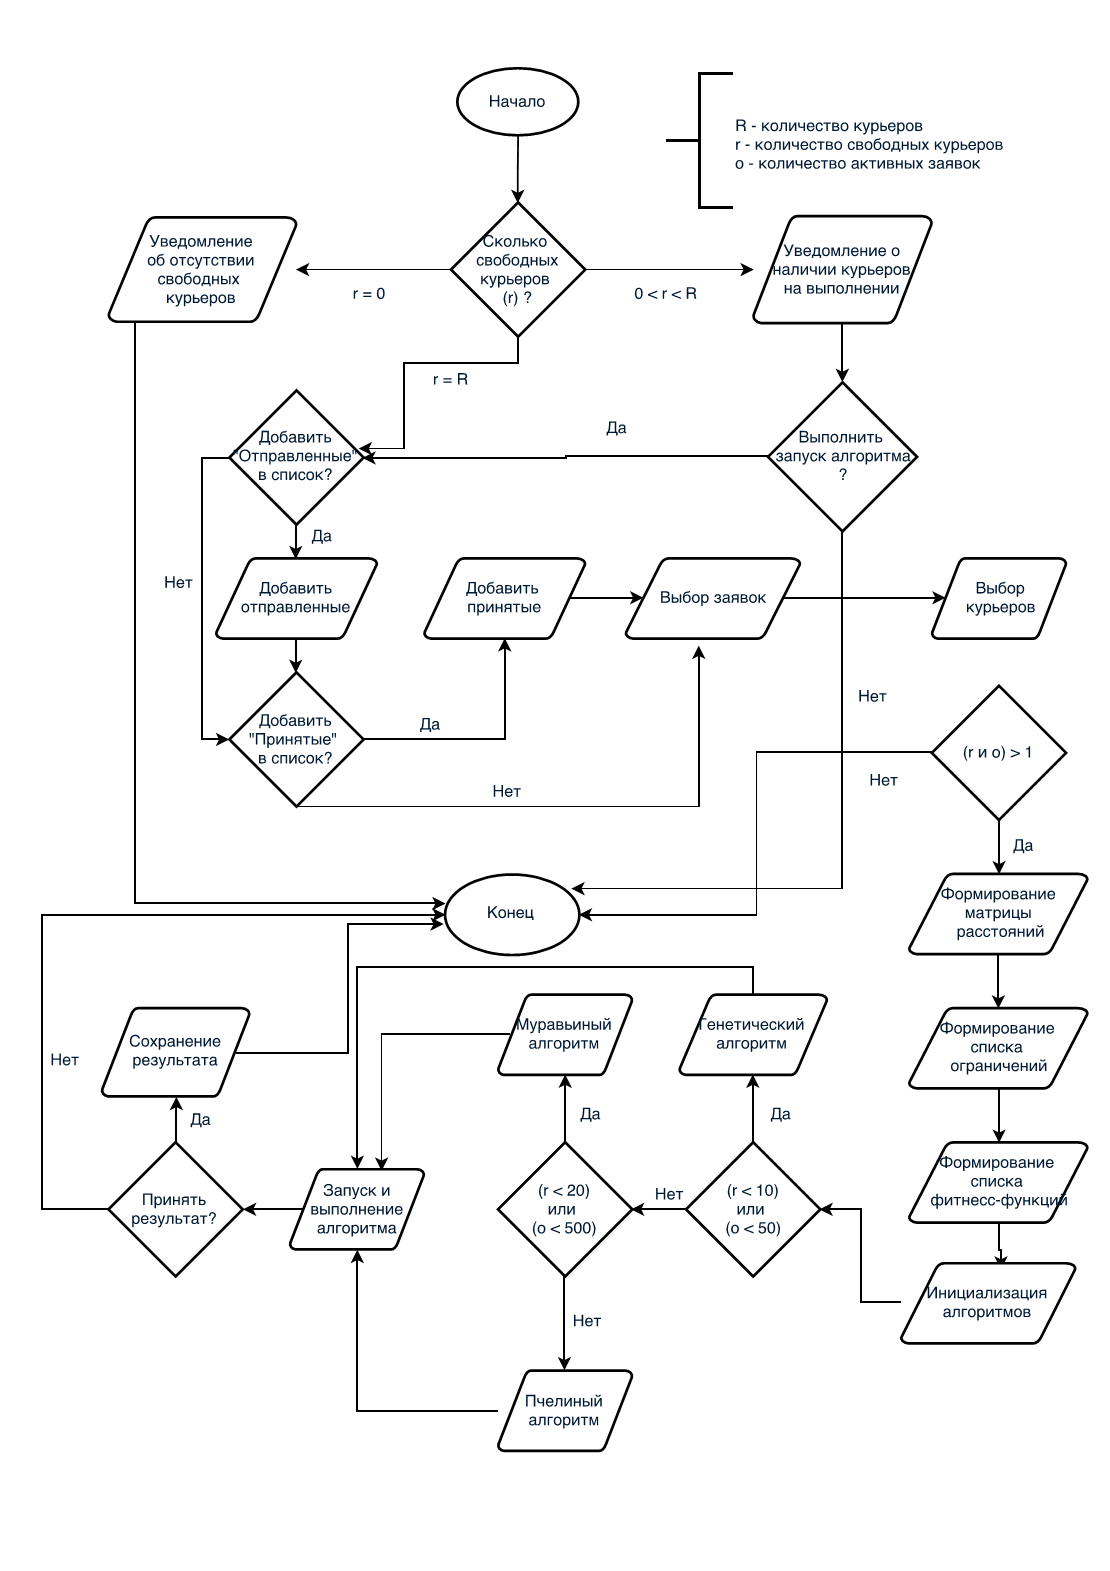 Начало
R - количество курьеров
r - количество свободных курьеров
о - количество активных заявок
Уведомление
об отсутствии
свободных
курьеров
r = 0
Сколько
свободных
курьеров
(r) ?
0 < r < R
Уведомление о
наличии курьеров
на выполнении
r = R
Добавить
"Отправленные"
в список?
Да
Выполнить
запуск алгоритма
?
Да
Нет
Добавить
отправленные
Добавить
принятые
Выбор заявок
Выбор
курьеров
Нет
Добавить
"Принятые"
в список?
Да
Нет
(r и о) > 1
Нет
Да
Конец
Формирование
матрицы
расстояний
Нет
Сохранение
результата
Муравьиный
алгоритм
Генетический
алгоритм
Формирование
списка
ограничений
Да
Да
Да
Принять
результат?
Запуск и
выполнение
алгоритма
(r < 20)
или
(о < 500)
Нет
(r < 10)
или
(о < 50)
Формирование
списка
фитнесс-функций
Нет
Инициализация
алгоритмов
Пчелиный
алгоритм